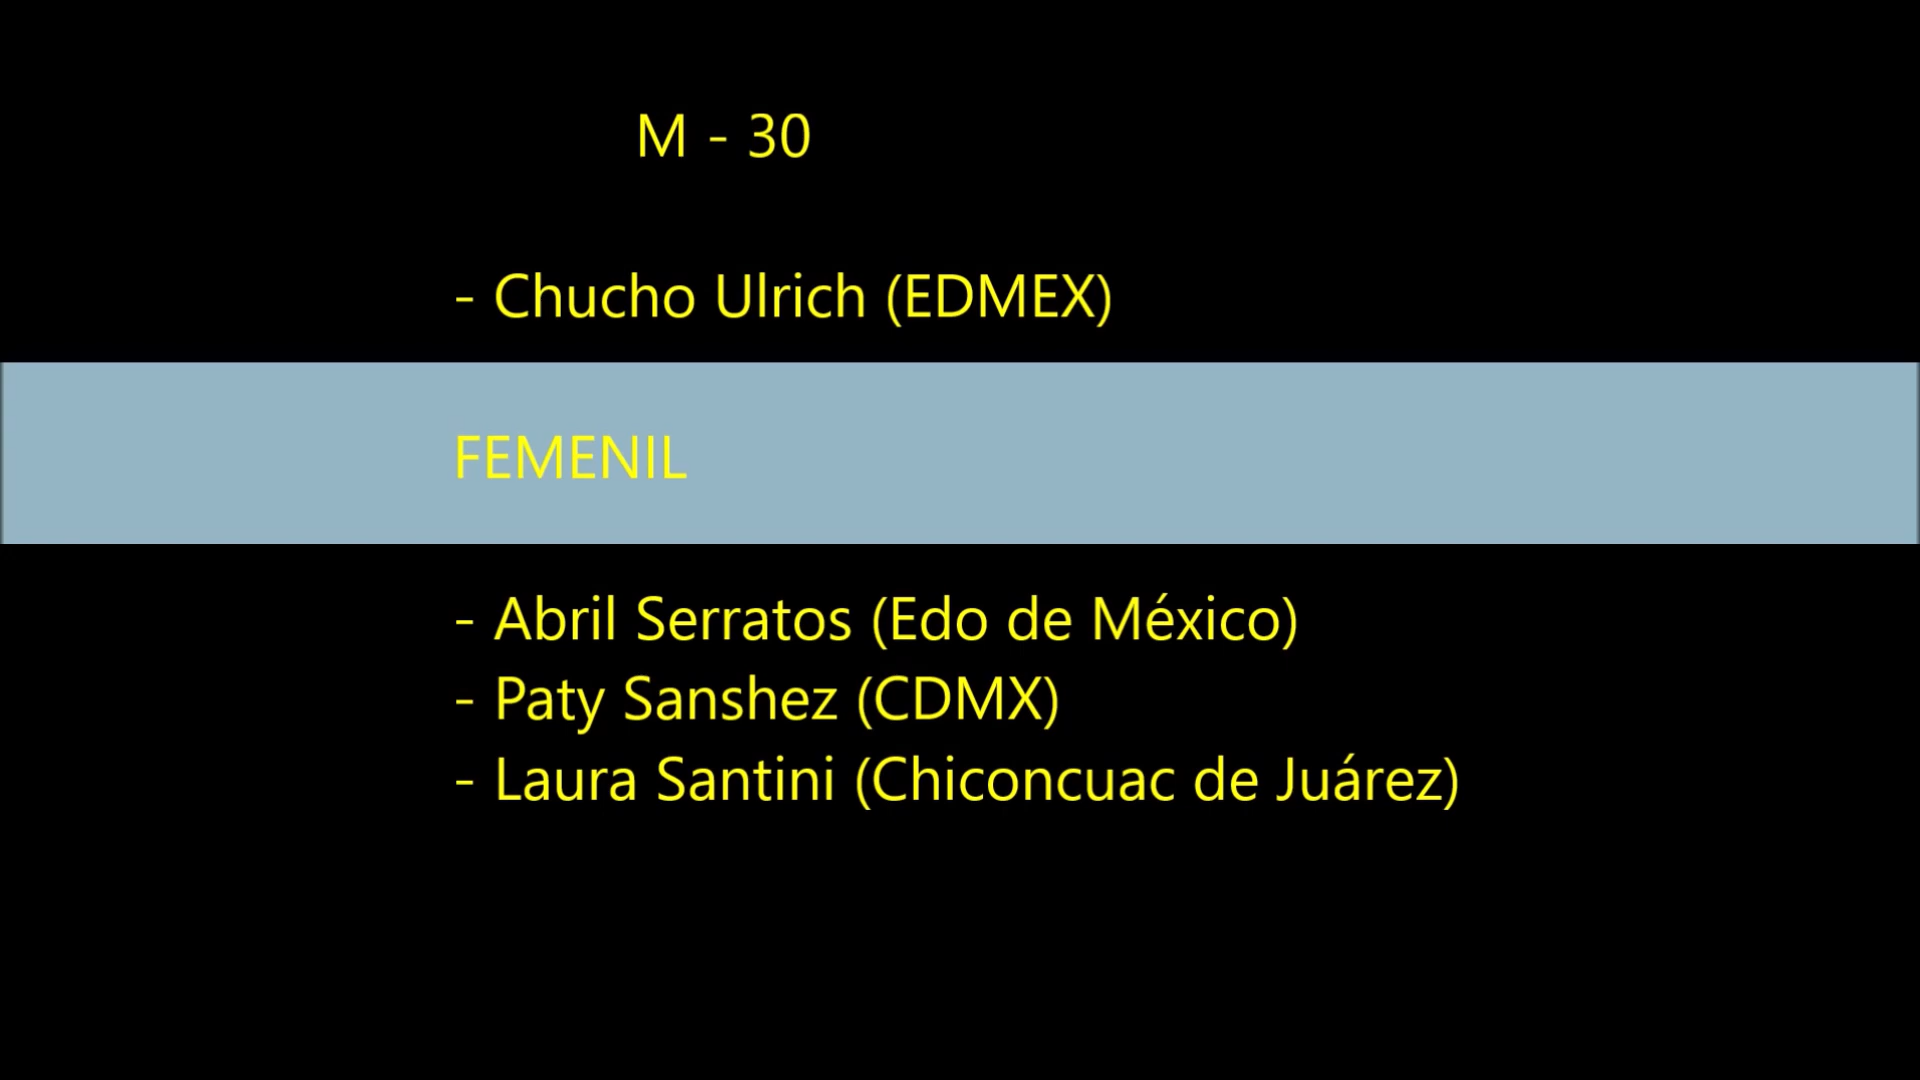 M - 30
- Chucho Ulrich (EDMEX)
FEMENIL
- Abril Serratos (Edo de México)
- Paty Sanshez (CDMX)
- Laura Santini (Chiconcuac de Juárez)